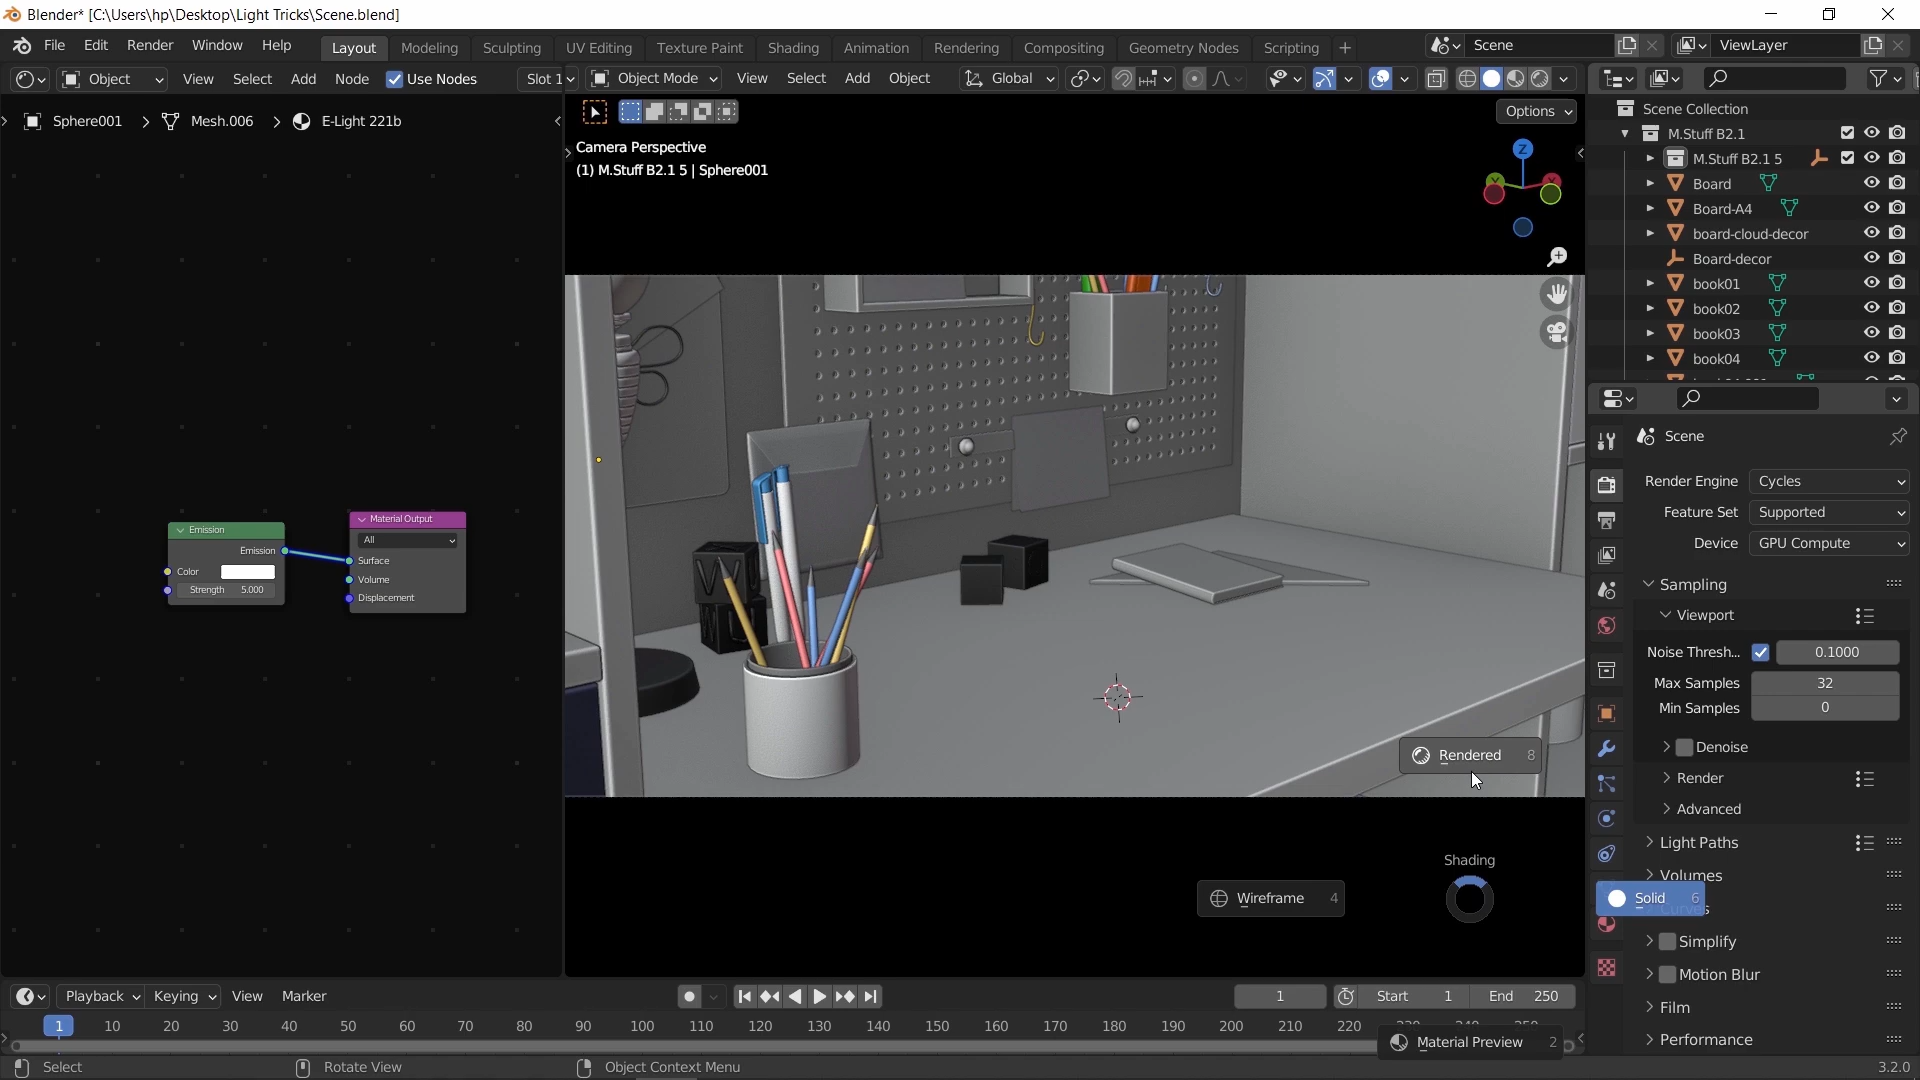 Blender* [C:\Users\hp\Desktop\Light Tricks\Scene.blend]
File Edit Render Window Help Layout Modeling Sculpting UV Editing Texture Paint Shading Animation Rendering Compositing Geometry Nodes Scripting + Scene ViewLayer
Object View Select Add Node Use Nodes Slot 1 Object Mode View Select Add Object Global
Options
Sphere001 > Mesh.006 > E-Light 221b
Camera Perspective
(1) M.Stuff B2.1 5 | Sphere001
Z
Y
Scene Collection
M.Stuff B2.1
M.Stuff B2.1 5
Board
Board-A4
board-cloud-decor
Board-decor
book01
book02
book03
book04
Scene
Render Engine Cycles
Feature Set Supported
Device GPU Compute
Sampling
Viewport
Noise Thresh... 0.1000
Max Samples 32
Min Samples 0
Denoise
Render
Advanced
Light Paths
Volumes
Simplify
Motion Blur
Film
Performance
Emission
Emission
Color
Strength 5.000
Material Output
All
Surface
Volume
Displacement
Rendered 8
Shading
Wireframe 4
Solid 6
Material Preview 2
Playback Keying View Marker 1 Start 1 End 250
1 10 20 30 40 50 60 70 80 90 100 110 120 130 140 150 160 170 180 190 200 210 220
Select Rotate View Object Context Menu 3.2.0